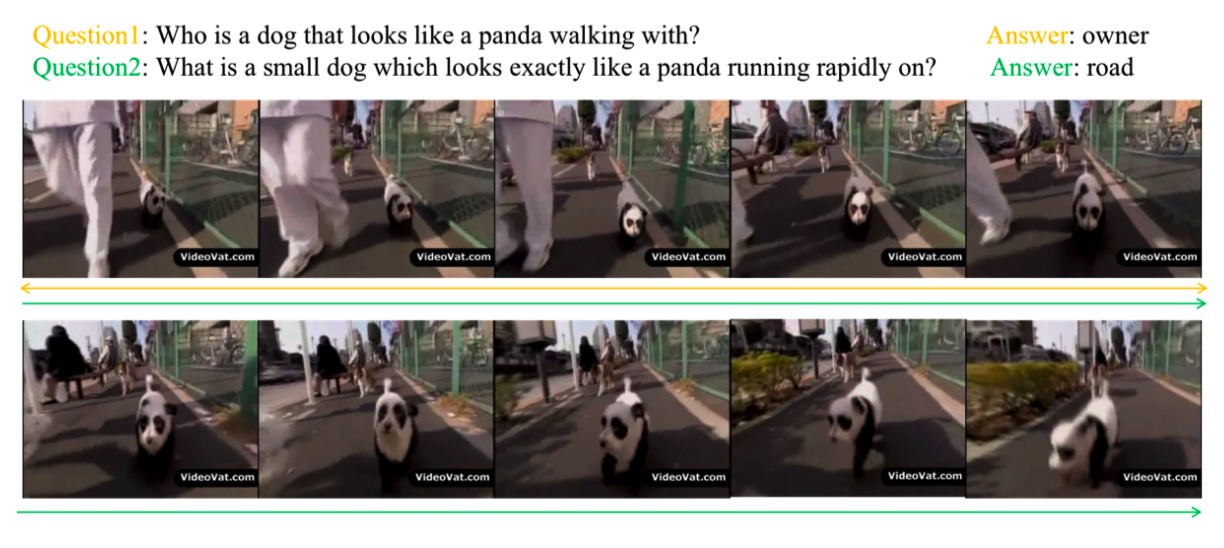 Question1: Who is a dog that looks like a panda walking with? Answer: owner
Question2: What is a small dog which looks exactly like a panda running rapidly on? Answer: road
VideoVat.com VideoVat.com VideoVat.com VideoVat.com VideoVat.com
VideoVat.com VideoVat.com VideoVat.com VideoVat.com VideoVat.com